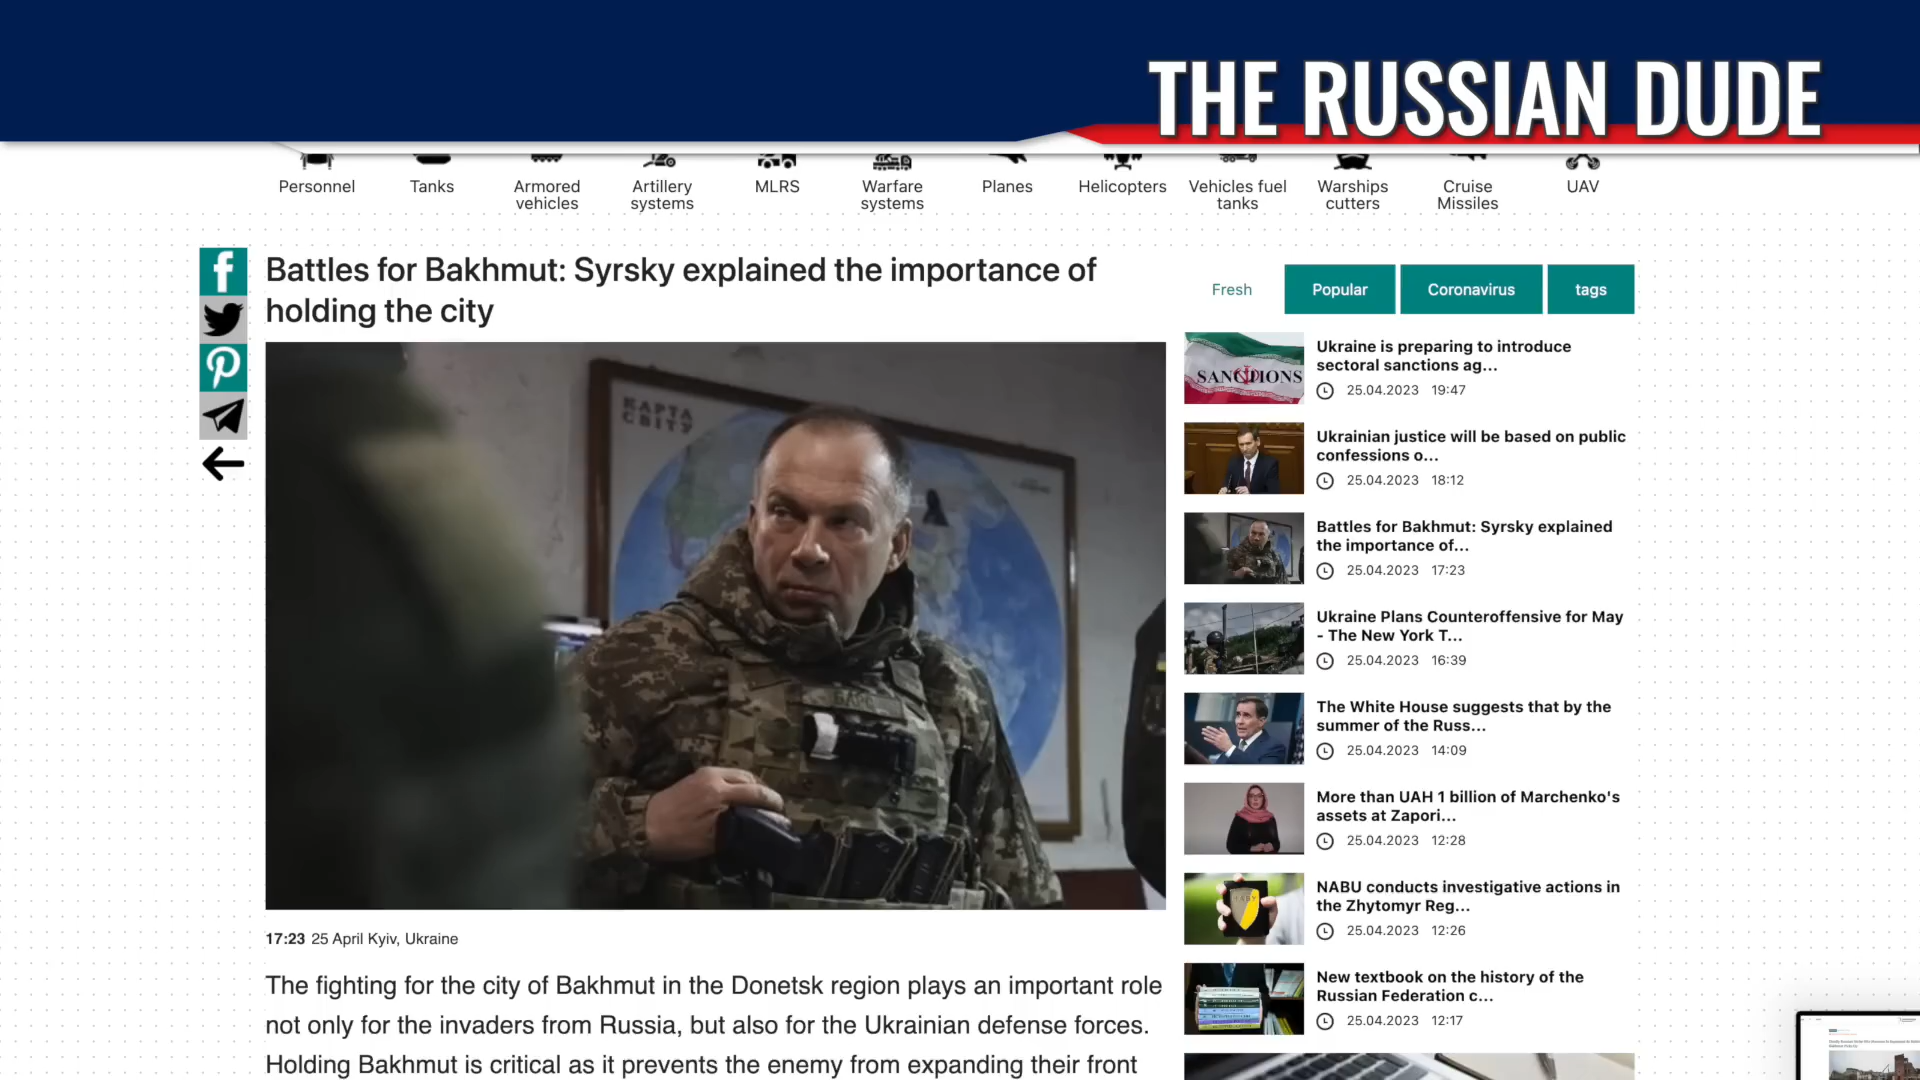 THE RUSSIAN DUDE
Personnel
Tanks
Armored
vehicles
Artillery
systems
MLRS
Warfare
systems
Planes
Helicopters
Vehicles fuel
tanks
Warships
cutters
Cruise
Missiles
UAV
Battles for Bakhmut: Syrsky explained the importance of
holding the city
КАРТА
СВІТУ
17:23 25 April Kyiv, Ukraine
The fighting for the city of Bakhmut in the Donetsk region plays an important role
not only for the invaders from Russia, but also for the Ukrainian defense forces.
Holding Bakhmut is critical as it prevents the enemy from expanding their front
Fresh
Popular
Coronavirus
tags
SANCTIONS
Ukraine is preparing to introduce
sectoral sanctions ag...
25.04.2023 19:47
Ukrainian justice will be based on public
confessions o...
25.04.2023 18:12
Battles for Bakhmut: Syrsky explained
the importance of...
25.04.2023 17:23
Ukraine Plans Counteroffensive for May
- The New York T...
25.04.2023 16:39
The White House suggests that by the
summer of the Russ...
25.04.2023 14:09
More than UAH 1 billion of Marchenko's
assets at Zapori...
25.04.2023 12:28
NABU conducts investigative actions in
the Zhytomyr Reg...
25.04.2023 12:26
New textbook on the history of the
Russian Federation c...
25.04.2023 12:17